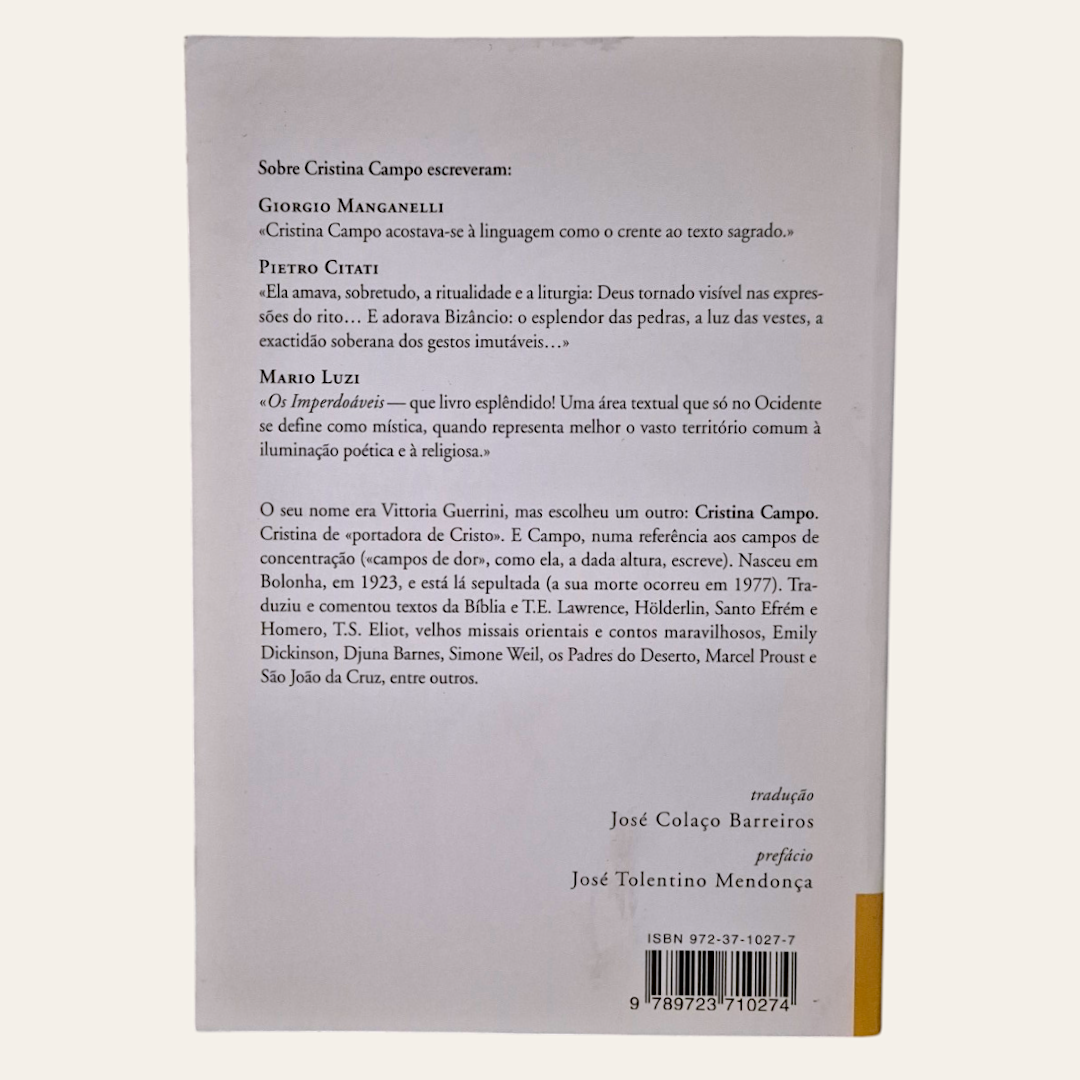 Sobre Cristina Campo escreveram:
Giorgio Manganelli
«Cristina Campo acostava-se à linguagem como o crente ao texto sagrado.»
Pietro Citati
«Ela amava, sobretudo, a ritualidade e a liturgia: Deus tornado visível nas expres-
sões do rito… E adorava Bizâncio: o esplendor das pedras, a luz das vestes, a
exactidão soberana dos gestos imutáveis…»
Mario Luzi
«Os Imperdoáveis — que livro esplêndido! Uma área textual que só no Ocidente
se define como mística, quando representa melhor o vasto território comum à
iluminação poética e à religiosa.»
O seu nome era Vittoria Guerrini, mas escolheu um outro: Cristina Campo.
Cristina de «portadora de Cristo». E Campo, numa referência aos campos de
concentração («campos de dor», como ela, a dada altura, escreve). Nasceu em
Bolonha, em 1923, e está lá sepultada (a sua morte ocorreu em 1977). Tra-
duziu e comentou textos da Bíblia e T.E. Lawrence, Hölderlin, Santo Efrém e
Homero, T.S. Eliot, velhos missais orientais e contos maravilhosos, Emily
Dickinson, Djuna Barnes, Simone Weil, os Padres do Deserto, Marcel Proust e
São João da Cruz, entre outros.
tradução
José Colaço Barreiros
prefácio
José Tolentino Mendonça
ISBN 972-37-1027-7
9 789723 710274